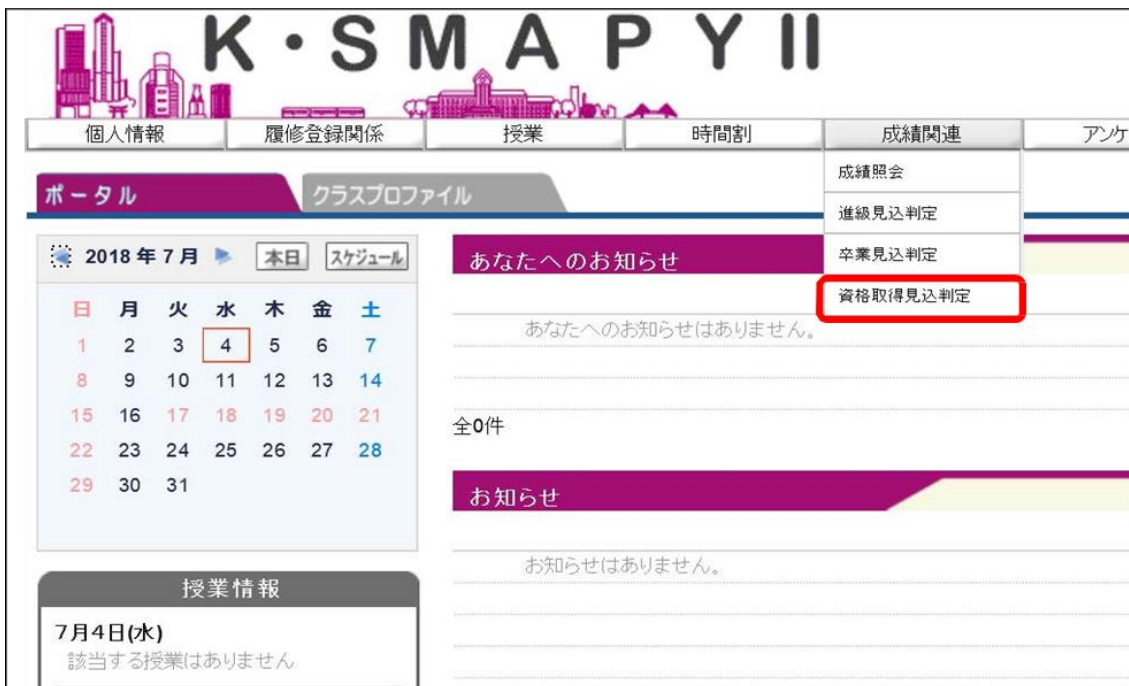 K・SMAPY II
個人情報 履修登録関係 授業 時間割 成績関連 アンケ
成績照会
進級見込判定
卒業見込判定
資格取得見込判定
ポータル クラスプロファイル
2018年7月 本日 スケジュール
日 月 火 水 木 金 土
1 2 3 4 5 6 7
8 9 10 11 12 13 14
15 16 17 18 19 20 21
22 23 24 25 26 27 28
29 30 31
授業情報
7月4日(水)
該当する授業はありません
あなたへのお知らせ
あなたへのお知らせはありません。
全0件
お知らせ
お知らせはありません。